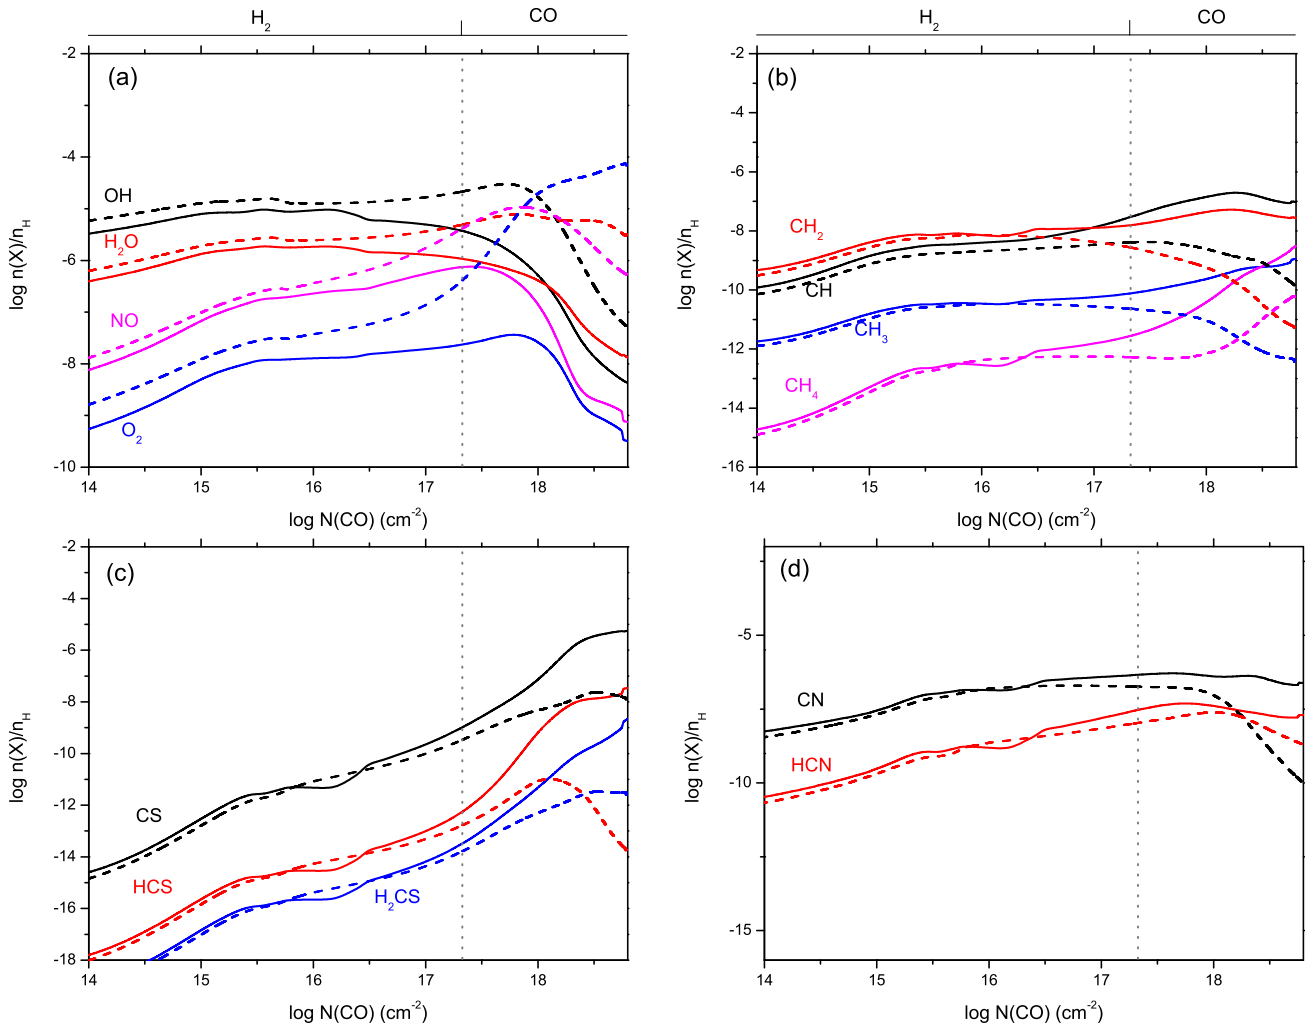 H2 CO
H2 CO
(a)
-2
-4
-6
-8
-10
log n(X)/nH
OH
H2O
NO
O2
14 15 16 17 18
log N(CO) (cm-2)
(b)
-2
-4
-6
-8
-10
-12
-14
-16
log n(X)/nH
CH2
CH
CH3
CH4
14 15 16 17 18
log N(CO) (cm-2)
(c)
-2
-4
-6
-8
-10
-12
-14
-16
-18
log n(X)/nH
CS
HCS
H2CS
14 15 16 17 18
log N(CO) (cm-2)
(d)
-5
-10
-15
log n(X)/nH
CN
HCN
14 15 16 17 18
log N(CO) (cm-2)